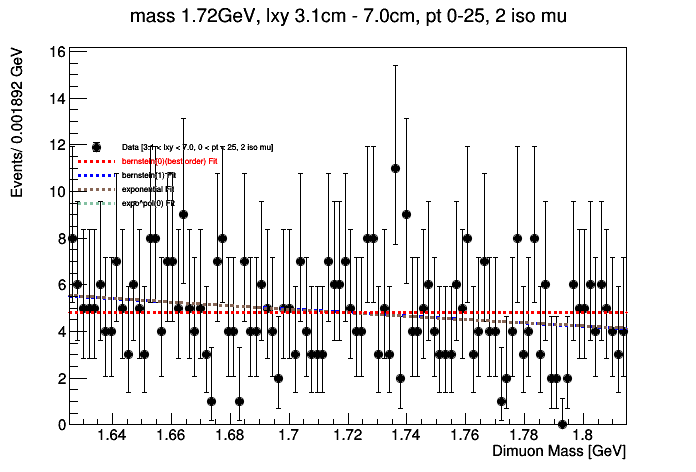 mass 1.72GeV, lxy 3.1cm - 7.0cm, pt 0-25, 2 iso mu
Events/ 0.001892 GeV
16
14
12
10
8
6
4
2
0
Data [3.1 < lxy < 7.0, 0 < pt < 25, 2 iso mu]
bernstein(0)(best order) Fit
bernstein(1) Fit
exponential Fit
expo*pol(0) Fit
1.64 1.66 1.68 1.7 1.72 1.74 1.76 1.78 1.8
Dimuon Mass [GeV]